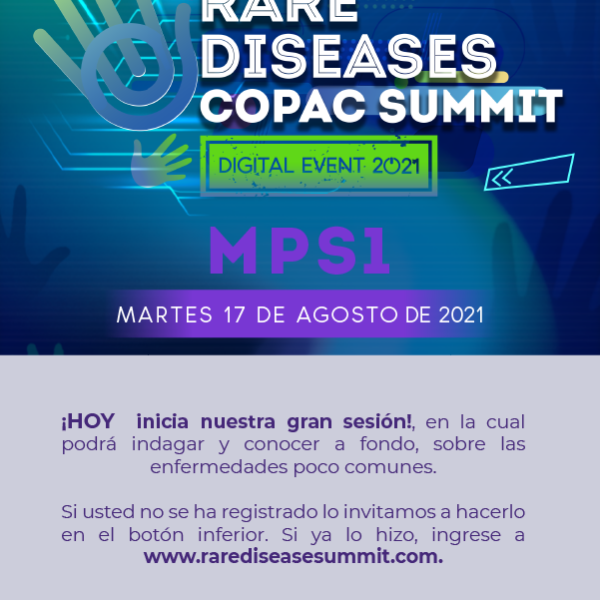 RARE
DISEASES
COPAC SUMMIT
DIGITAL EVENT 2021
MPS1
MARTES 17 DE AGOSTO DE 2021
¡HOY inicia nuestra gran sesión!, en la cual
podrá indagar y conocer a fondo, sobre las
enfermedades poco comunes.
Si usted no se ha registrado lo invitamos a hacerlo
en el botón inferior. Si ya lo hizo, ingrese a
www.rarediseasesummit.com.